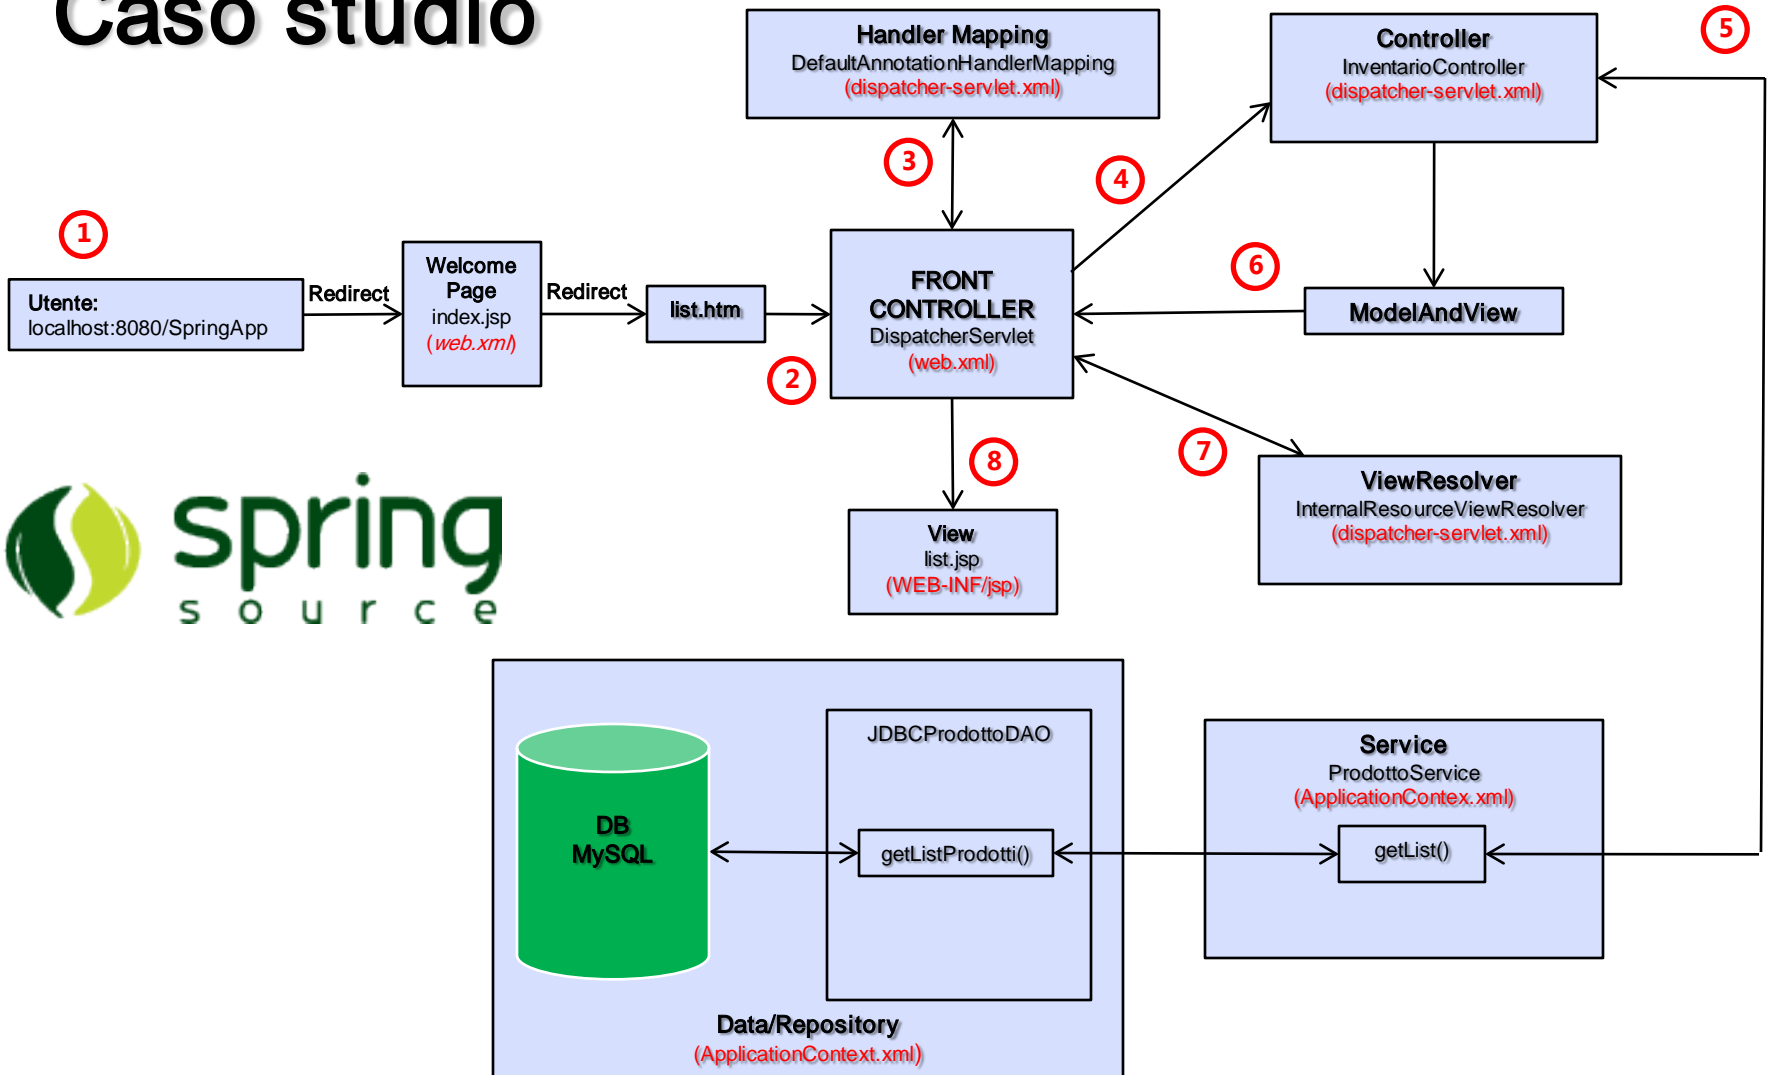 Caso studio
Handler Mapping
DefaultAnnotationHandlerMapping
(dispatcher-servlet.xml)
Controller
InventarioController
(dispatcher-servlet.xml)
5
3
4
1
Utente:
localhost:8080/SpringApp
Redirect
Welcome
Page
index.jsp
(web.xml)
Redirect
list.htm
2
FRONT
CONTROLLER
DispatcherServlet
(web.xml)
6
ModelAndView
7
8
ViewResolver
InternalResourceViewResolver
(dispatcher-servlet.xml)
View
list.jsp
(WEB-INF/jsp)
spring
source
DB
MySQL
JDBCProdottoDAO
getListProdotti()
Data/Repository
(ApplicationContext.xml)
Service
ProdottoService
(ApplicationContex.xml)
getList()